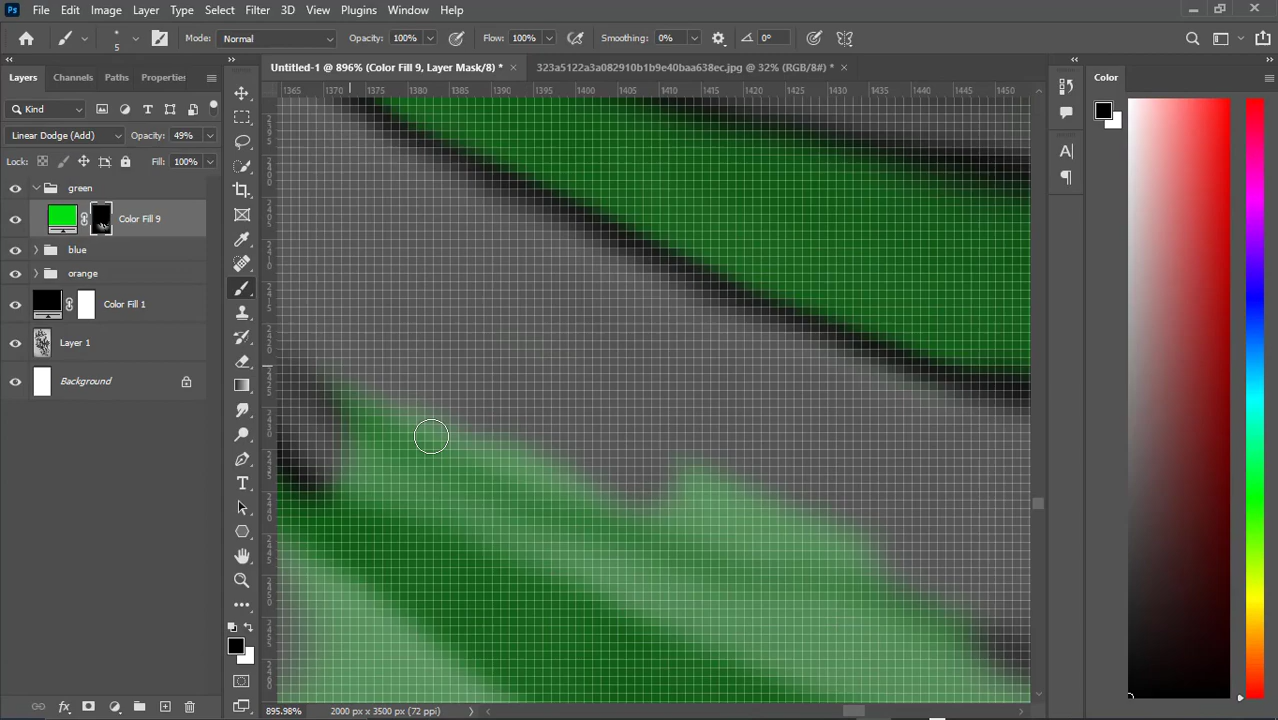 Ps File Edit Image Layer Type Select Filter 3D View Plugins Window Help
5 Mode: Normal Opacity: 100% Flow: 100% Smoothing: 0% 0°
Untitled-1 @ 896% (Color Fill 9, Layer Mask/8) * × 323a5122a3a082910b1b9e40baa638ec.jpg @ 32% (RGB/8#) * ×
Layers Channels Paths Properties
Color
1365 1370 1375 1380 1385 1390 1395 1400 1405 1410 1415 1420 1425 1430 1435 1440 1445 1450
Kind
Linear Dodge (Add) Opacity: 49%
Lock: Fill: 100%
green
Color Fill 9
blue
orange
Color Fill 1
Layer 1
Background
895.98% 2000 px x 3500 px (72 ppi)